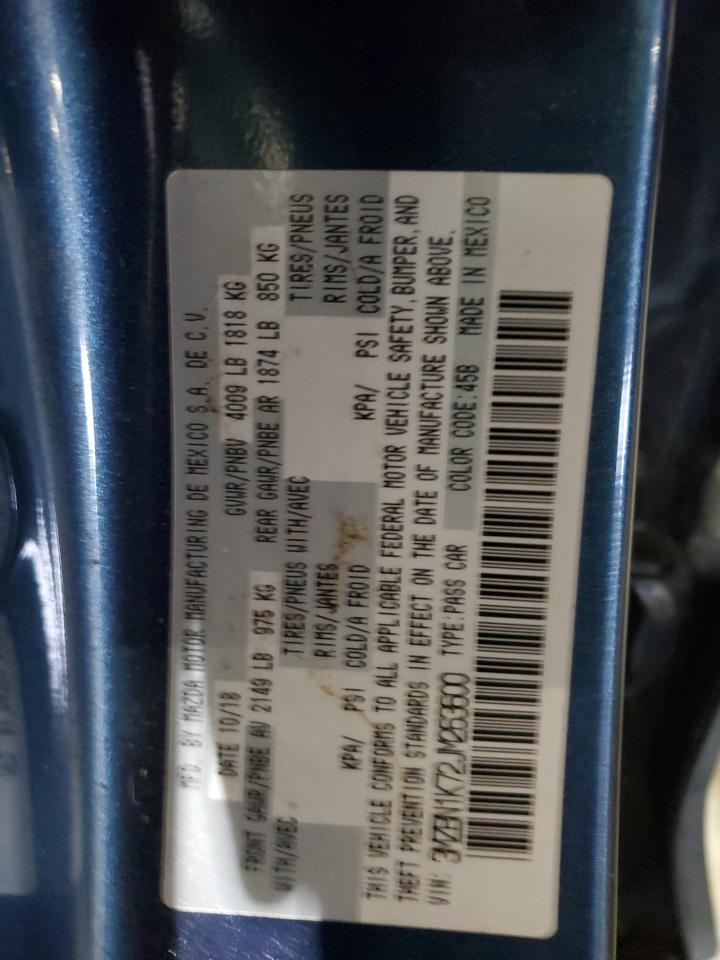 MFD. BY MAZDA MOTOR MANUFACTURING DE MEXICO S.A. DE C.V.
DATE 10/18 GVWR/PNBV 4009 LB 1818 KG
FRONT GAWR/PNBE AV 2149 LB 975 KG REAR GAWR/PNBE AR 1874 LB 850 KG
WITH/AVEC TIRES/PNEUS WITH/AVEC TIRES/PNEUS
RIMS/JANTES RIMS/JANTES
KPA/ PSI COLD/A FROID KPA/ PSI COLD/A FROID
THIS VEHICLE CONFORMS TO ALL APPLICABLE FEDERAL MOTOR VEHICLE SAFETY, BUMPER, AND
THEFT PREVENTION STANDARDS IN EFFECT ON THE DATE OF MANUFACTURE SHOWN ABOVE.
VIN: 3MZBN1K72JM263600 TYPE:PASS CAR COLOR CODE:45B MADE IN MEXICO